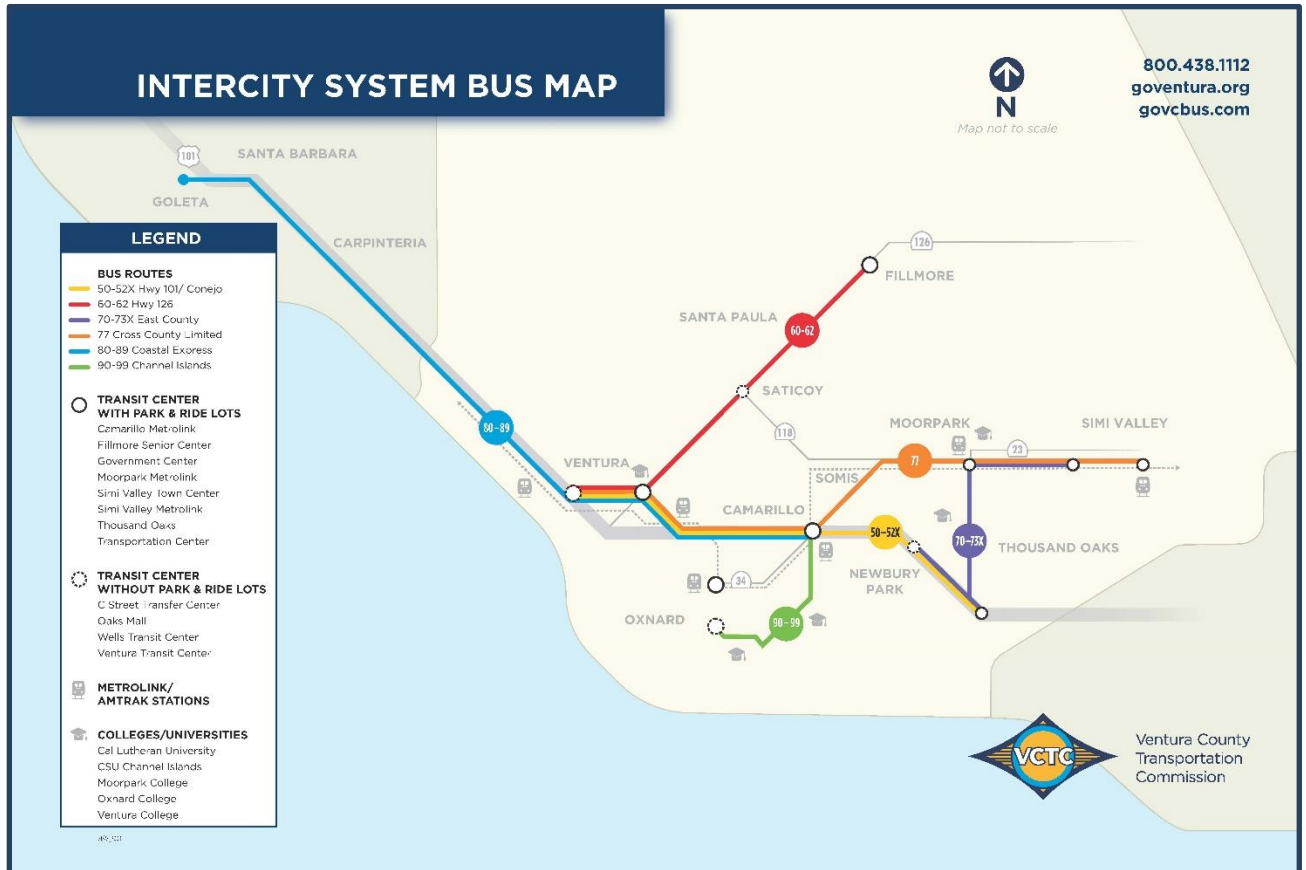 INTERCITY SYSTEM BUS MAP
N
Map not to scale
800.438.1112
goventura.org
govcbus.com
101
SANTA BARBARA
GOLETA
CARPINTERIA
126
FILLMORE
SANTA PAULA
60-62
SATICOY
118
80-89
VENTURA
MOORPARK
SIMI VALLEY
77
23
SOMIS
CAMARILLO
50-52X
70-73X
THOUSAND OAKS
NEWBURY
PARK
34
OXNARD
90-99
LEGEND
BUS ROUTES
50-52X Hwy 101/ Conejo
60-62 Hwy 126
70-73X East County
77 Cross County Limited
80-89 Coastal Express
90-99 Channel Islands
TRANSIT CENTER
WITH PARK & RIDE LOTS
Camarillo Metrolink
Fillmore Senior Center
Government Center
Moorpark Metrolink
Simi Valley Town Center
Simi Valley Metrolink
Thousand Oaks
Transportation Center
TRANSIT CENTER
WITHOUT PARK & RIDE LOTS
C Street Transfer Center
Oaks Mall
Wells Transit Center
Ventura Transit Center
METROLINK/
AMTRAK STATIONS
COLLEGES/UNIVERSITIES
Cal Lutheran University
CSU Channel Islands
Moorpark College
Oxnard College
Ventura College
VCTC
Ventura County
Transportation
Commission